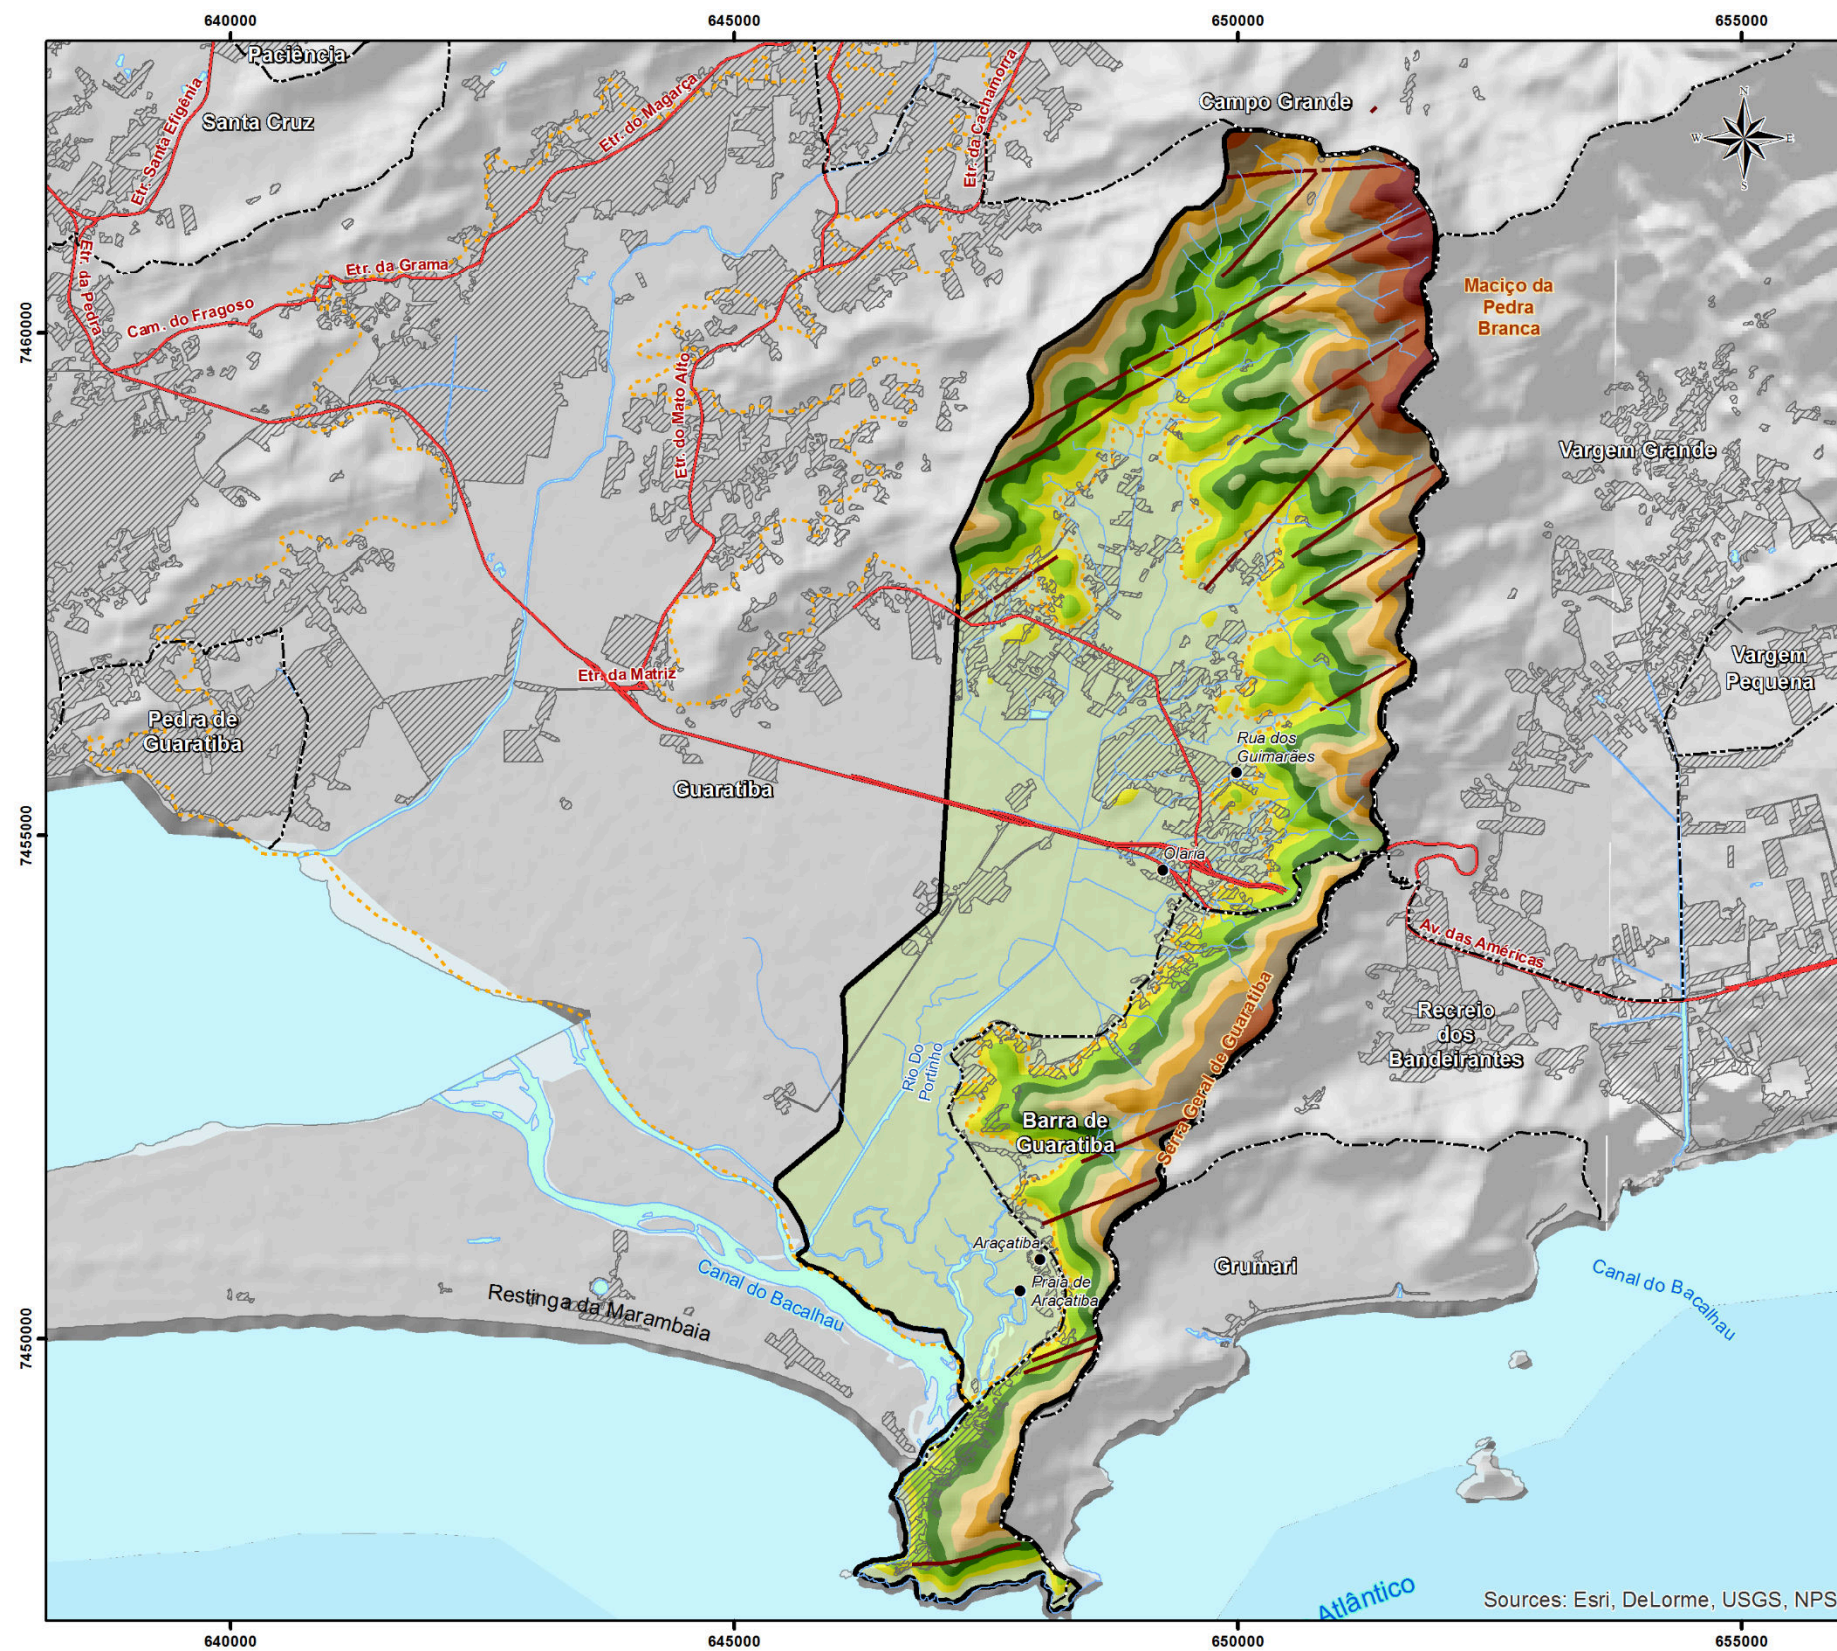 640000
645000
650000
655000
Paciência
Santa Cruz
Etr. Santa Efigênia
Etr. do Magarça
Etr. da Cachamorra
Campo Grande
N
W
E
S
Etr. da Pedra
Etr. da Grama
Cam. do Fragoso
Maciço da
Pedra
Branca
7460000
Etr. do Mato Alto
Vargem Grande
Etr. da Matriz
Vargem
Pequena
Pedra de
Guaratiba
Rua dos
Guimarães
Guaratiba
7455000
Olaria
Av. das Américas
Serra Geral de Guaratiba
Recreio
dos
Bandeirantes
Rio Do
Portinho
Barra de
Guaratiba
Araçatiba
Praia de
Araçatiba
Grumari
Canal do Bacalhau
Canal do Bacalhau
Restinga da Marambaia
7450000
Atlântico
Sources: Esri, DeLorme, USGS, NPS
640000
645000
650000
655000